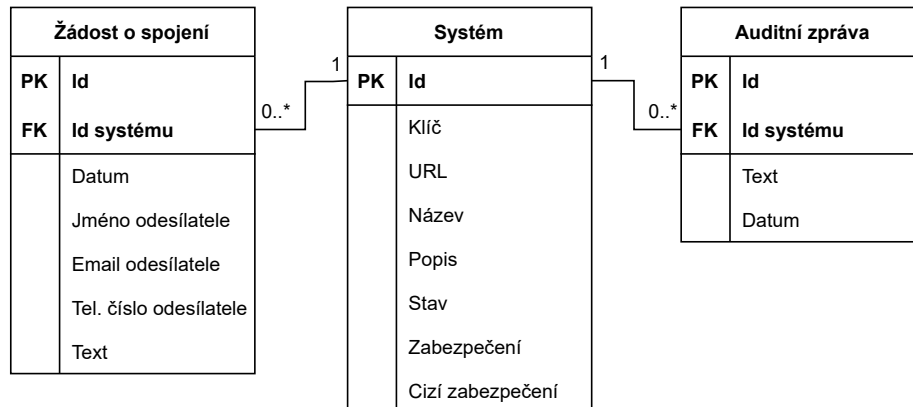 Žádost o spojení
PK Id
FK Id systému
Datum
Jméno odesílatele
Email odesílatele
Tel. číslo odesílatele
Text
0..*
1
Systém
PK Id
Klíč
URL
Název
Popis
Stav
Zabezpečení
Cizí zabezpečení
1
0..*
Auditní zpráva
PK Id
FK Id systému
Text
Datum